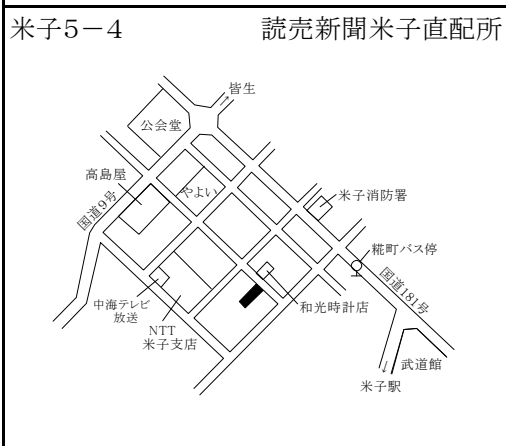 米子5－4
読売新聞米子直配所
皆生
公会堂
高島屋
やよい
国道9号
米子消防署
糀町バス停
国道181号
中海テレビ
放送
NTT
米子支店
和光時計店
武道館
米子駅